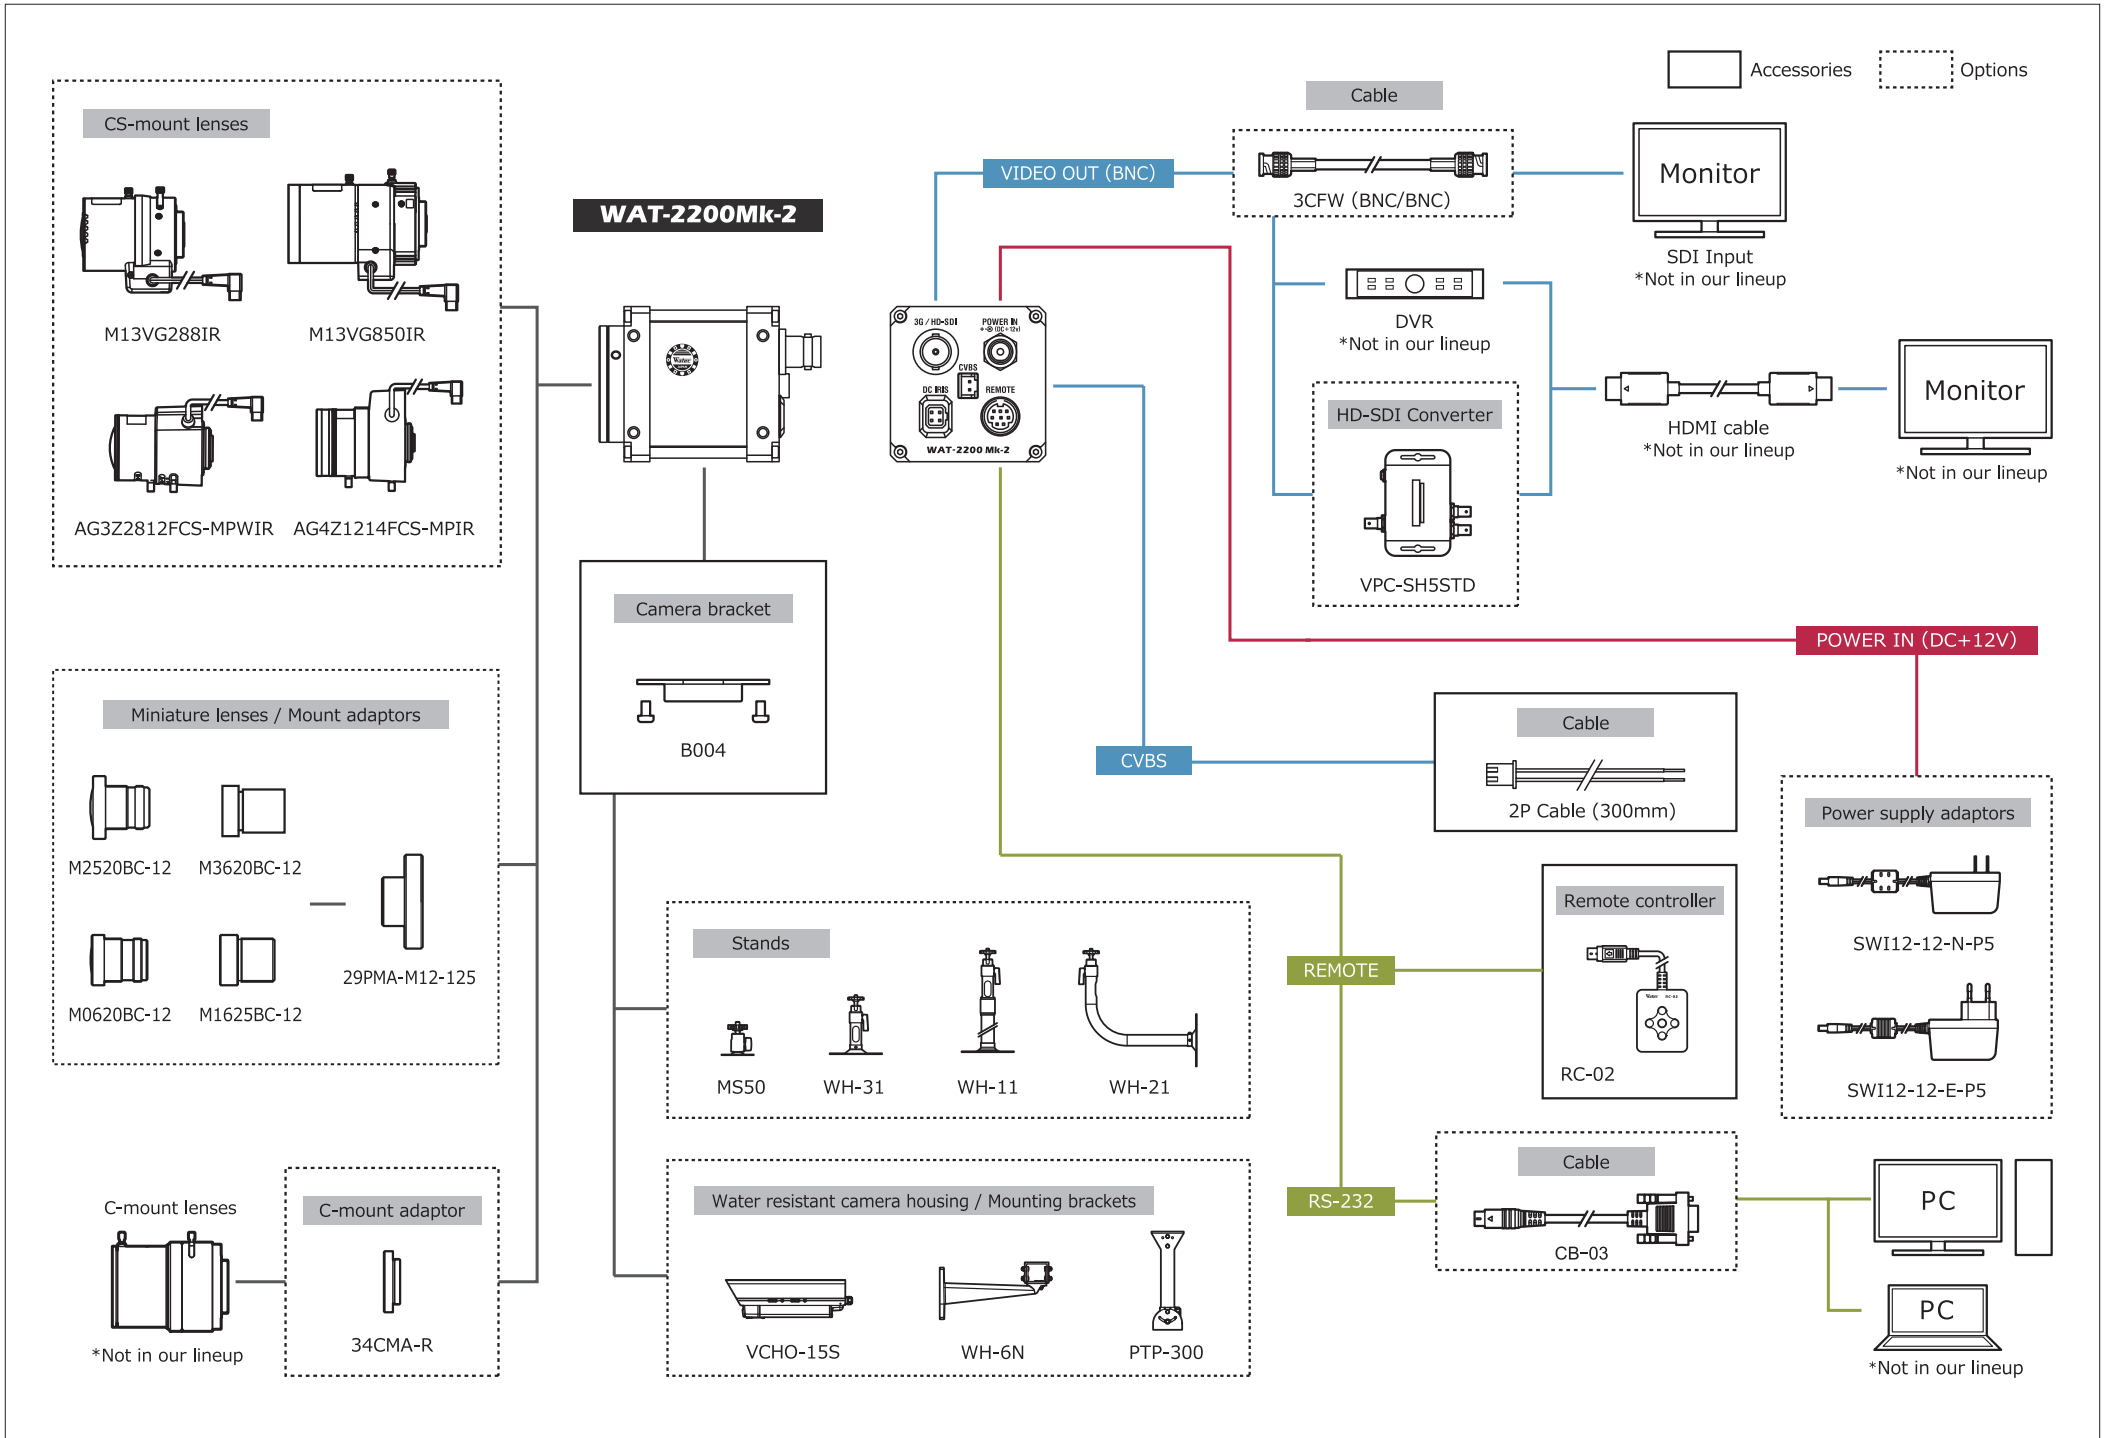 Accessories
Options
CS-mount lenses
M13VG288IR
M13VG850IR
AG3Z2812FCS-MPWIR
AG4Z1214FCS-MPIR
WAT-2200Mk-2
Watec
3G / HD-SDI
POWER IN
(DC+12v)
CVBS
DC IRIS
REMOTE
WAT-2200 Mk-2
VIDEO OUT (BNC)
Cable
3CFW (BNC/BNC)
Monitor
SDI Input
*Not in our lineup
DVR
*Not in our lineup
HD-SDI Converter
VPC-SH5STD
HDMI cable
*Not in our lineup
Monitor
*Not in our lineup
Camera bracket
B004
POWER IN (DC+12V)
Miniature lenses / Mount adaptors
M2520BC-12
M3620BC-12
M0620BC-12
M1625BC-12
29PMA-M12-125
CVBS
Cable
2P Cable (300mm)
Power supply adaptors
SWI12-12-N-P5
SWI12-12-E-P5
Stands
MS50
WH-31
WH-11
WH-21
REMOTE
Remote controller
Watec RC-02
RC-02
C-mount lenses
*Not in our lineup
C-mount adaptor
34CMA-R
Water resistant camera housing / Mounting brackets
VCHO-15S
WH-6N
PTP-300
RS-232
Cable
CB-03
PC
PC
*Not in our lineup